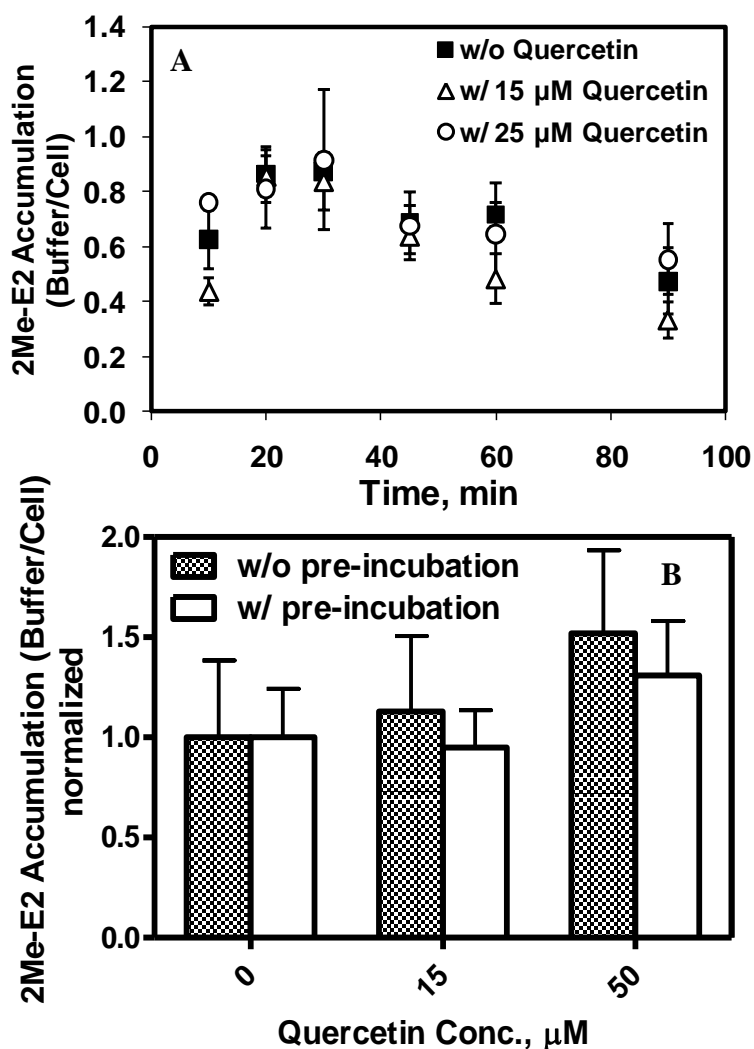 1.4
1.2
1.0
0.8
0.6
0.4
0.2
0.0
2Me-E2 Accumulation
(Buffer/Cell)
A
w/o Quercetin
w/ 15 µM Quercetin
w/ 25 µM Quercetin
0 20 40 60 80 100
Time, min
2.0
1.5
1.0
0.5
0.0
2Me-E2 Accumulation (Buffer/Cell)
normalized
w/o pre-incubation
w/ pre-incubation
B
0 15 50
Quercetin Conc., µM